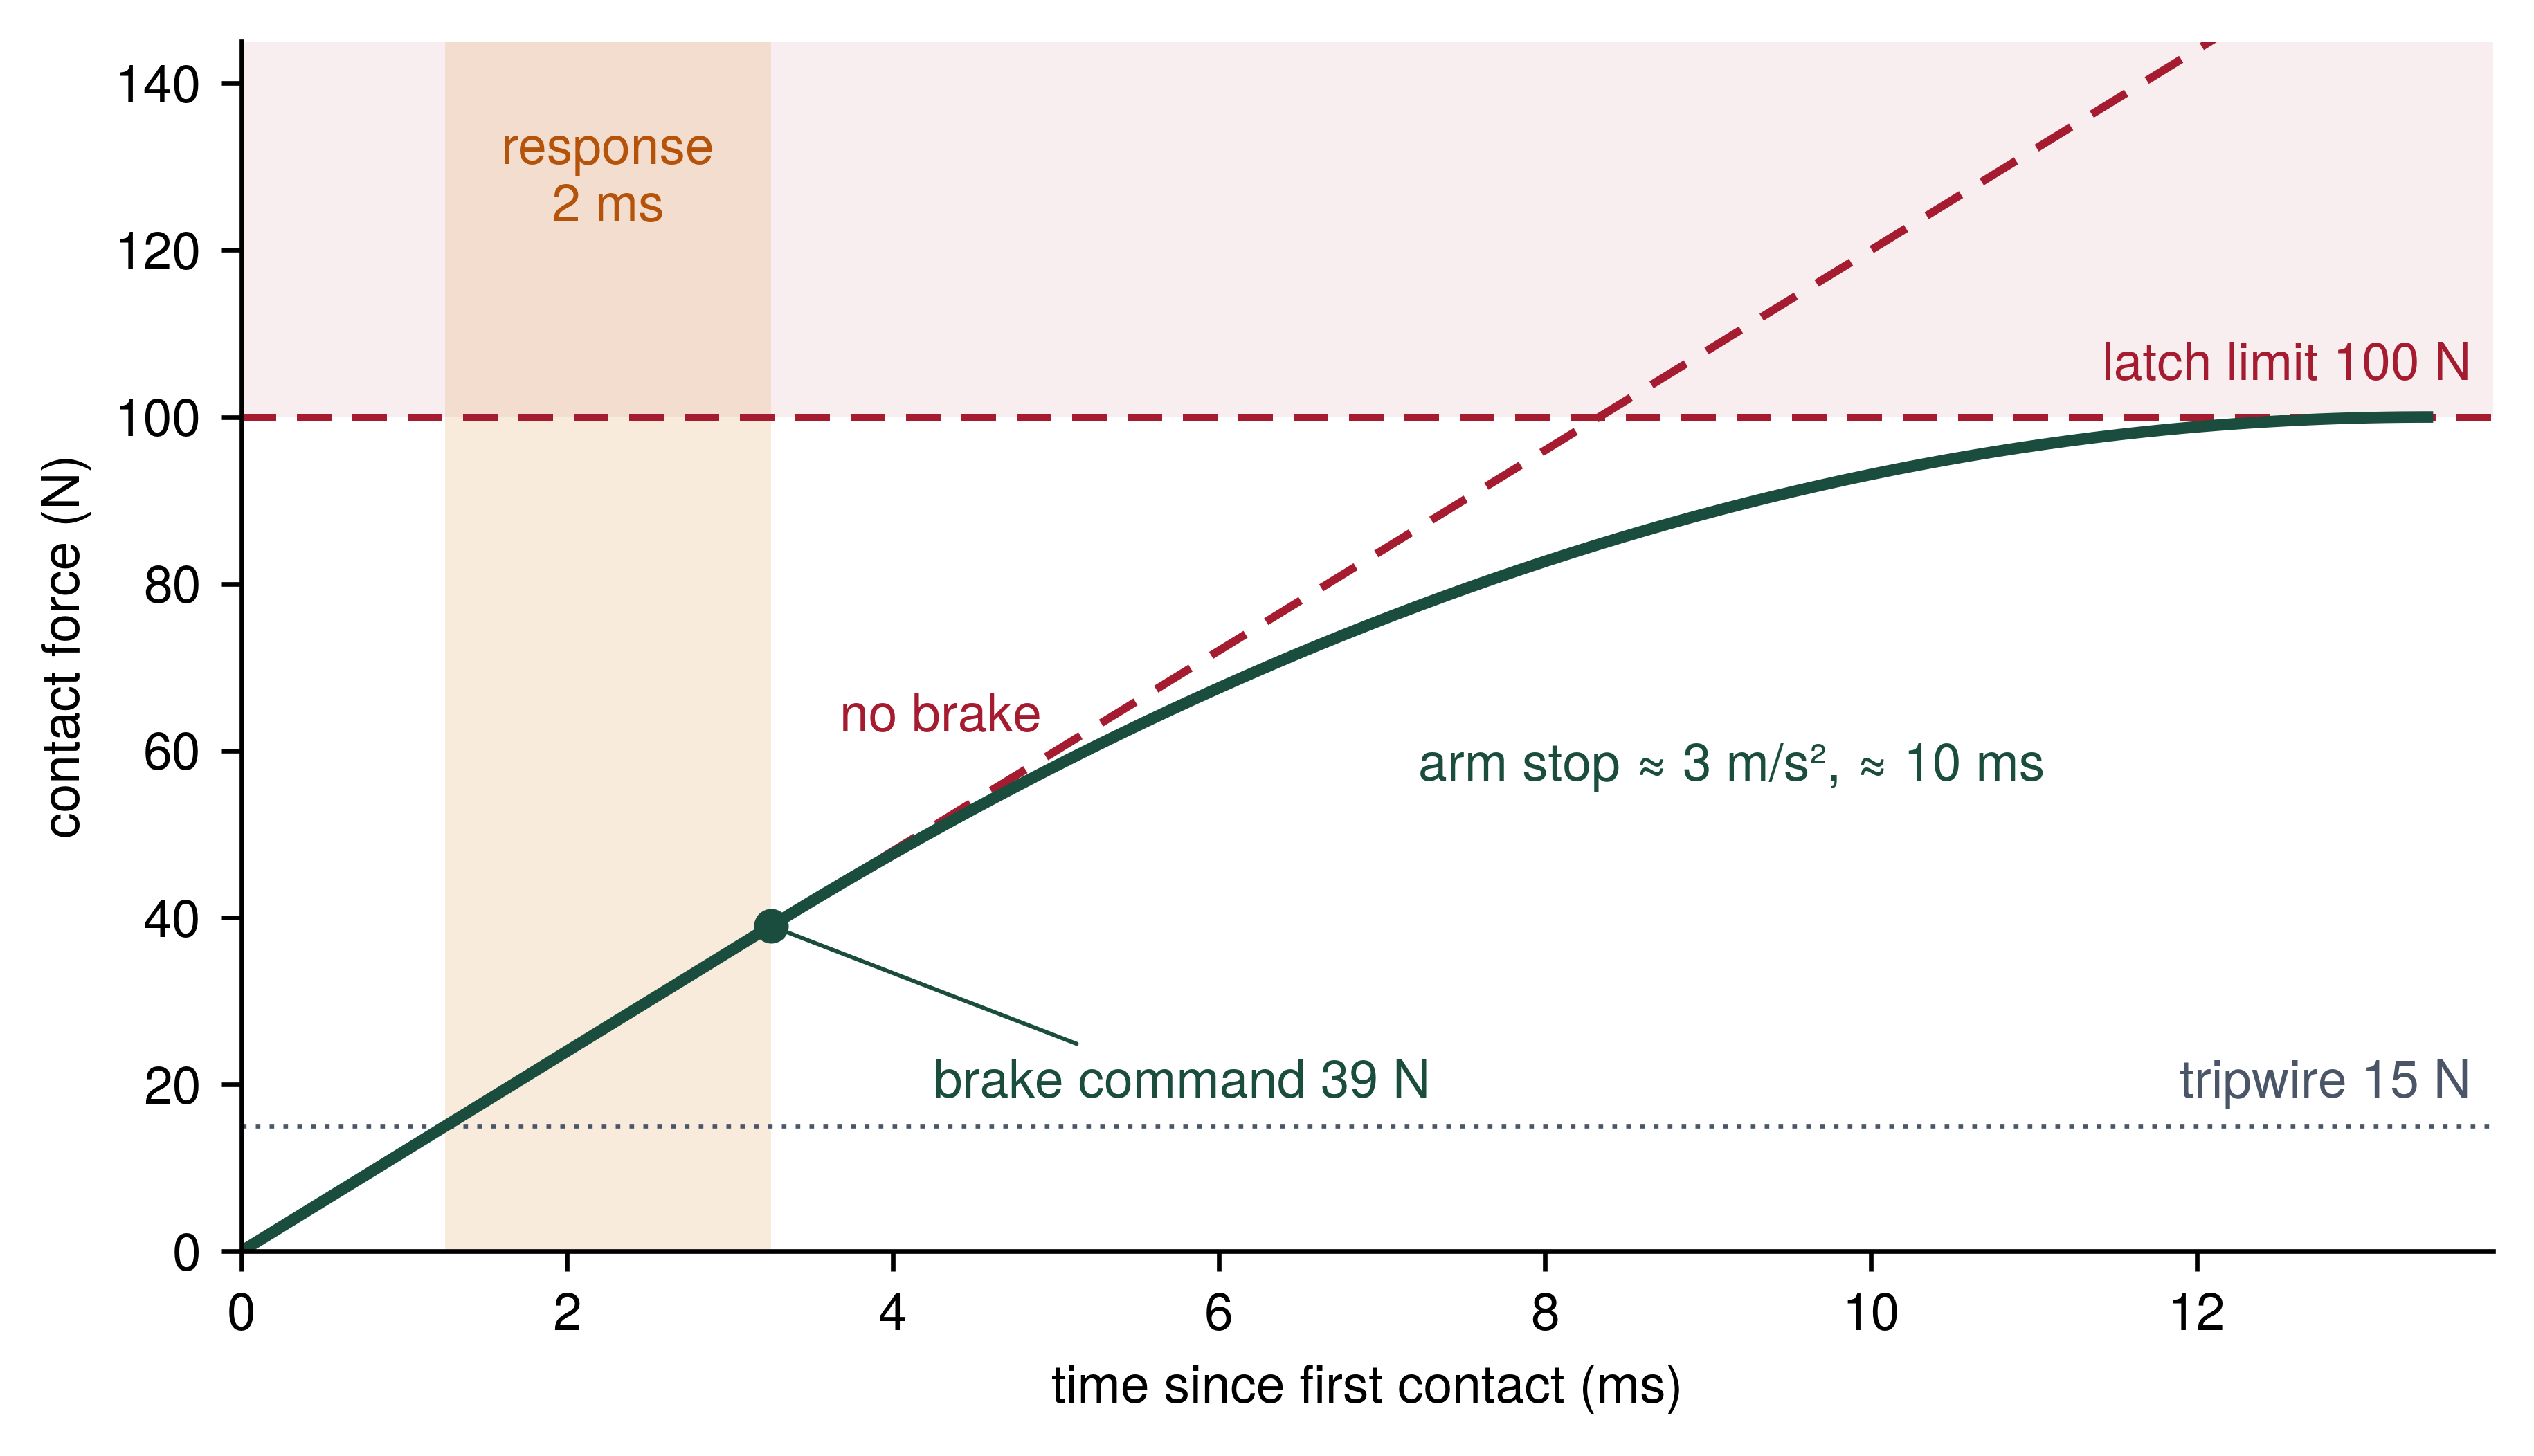 140
120
100
80
60
40
20
0
contact force (N)
response
2 ms
latch limit 100 N
no brake
arm stop ≈ 3 m/s², ≈ 10 ms
brake command 39 N
tripwire 15 N
0 2 4 6 8 10 12
time since first contact (ms)